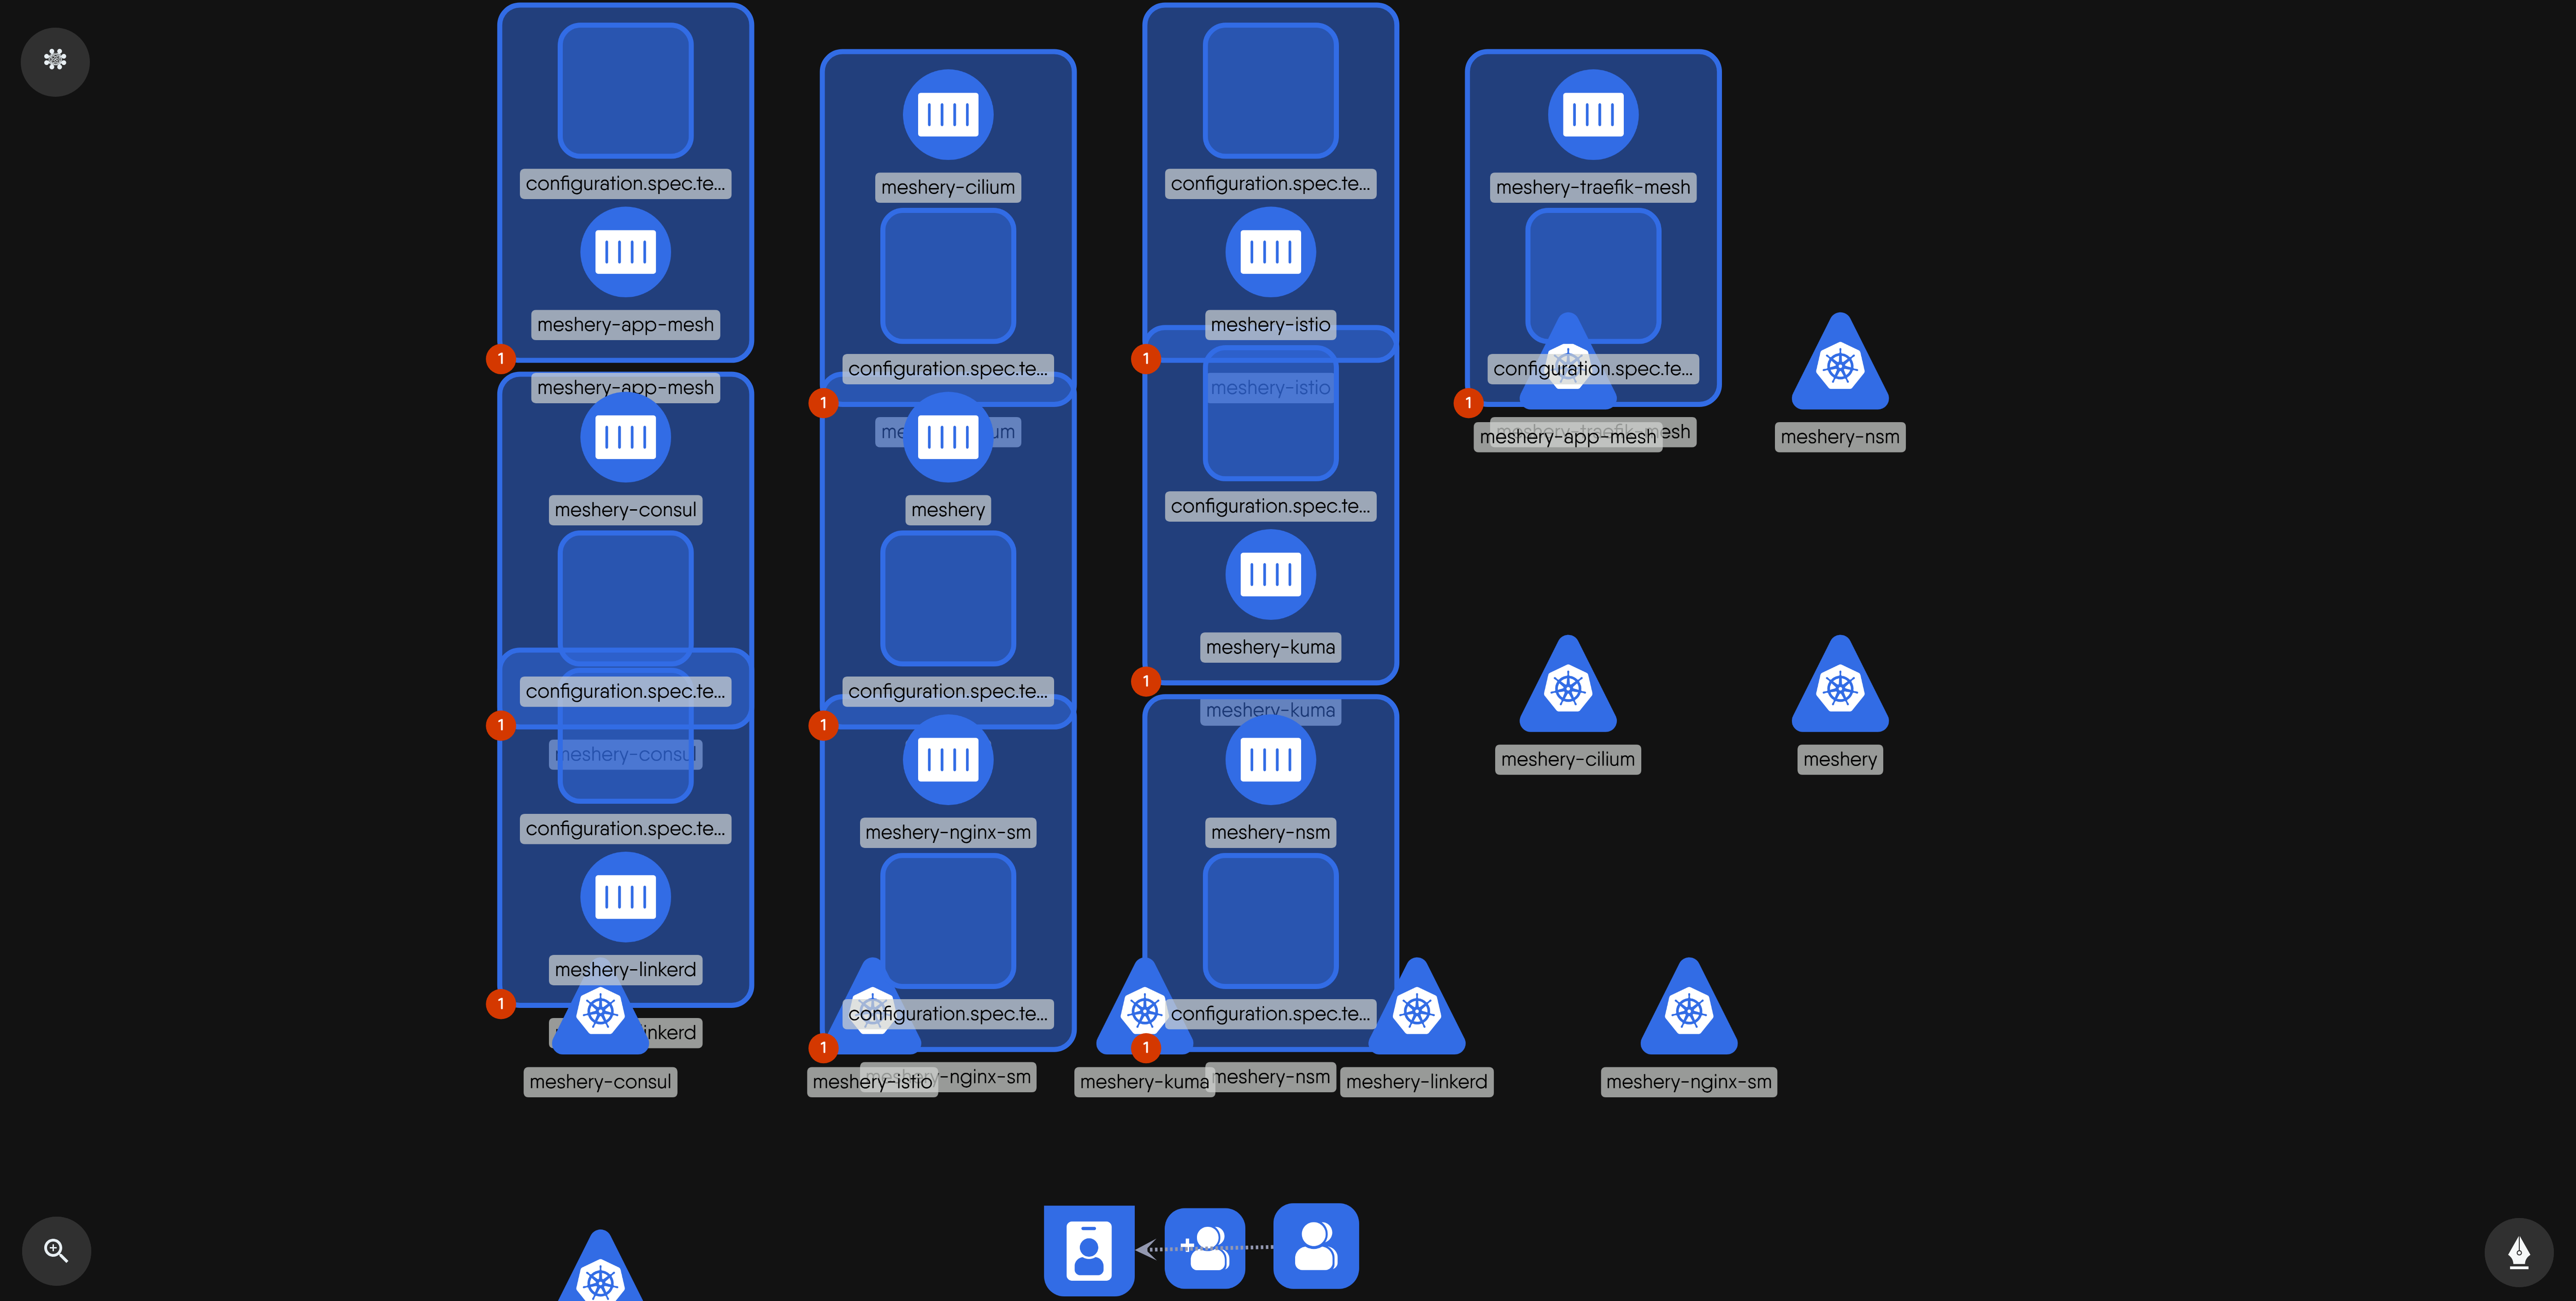 configuration.spec.te...
meshery-app-mesh
1
meshery-app-mesh
meshery-consul
configuration.spec.te...
1
meshery-consul
configuration.spec.te...
meshery-linkerd
1
inkerd
meshery-consul
meshery-cilium
configuration.spec.te...
1
me
um
meshery
configuration.spec.te...
1
meshery-nginx-sm
configuration.spec.te...
1
meshery-istio
-nginx-sm
configuration.spec.te...
meshery-istio
1
meshery-istio
configuration.spec.te...
meshery-kuma
1
meshery-kuma
meshery-nsm
configuration.spec.te...
1
meshery-kuma
meshery-nsm
meshery-linkerd
meshery-traefik-mesh
configuration.spec.te...
1
meshery-app-mesh
meshery-traefik-mesh
meshery-nsm
meshery-cilium
meshery
meshery-nginx-sm